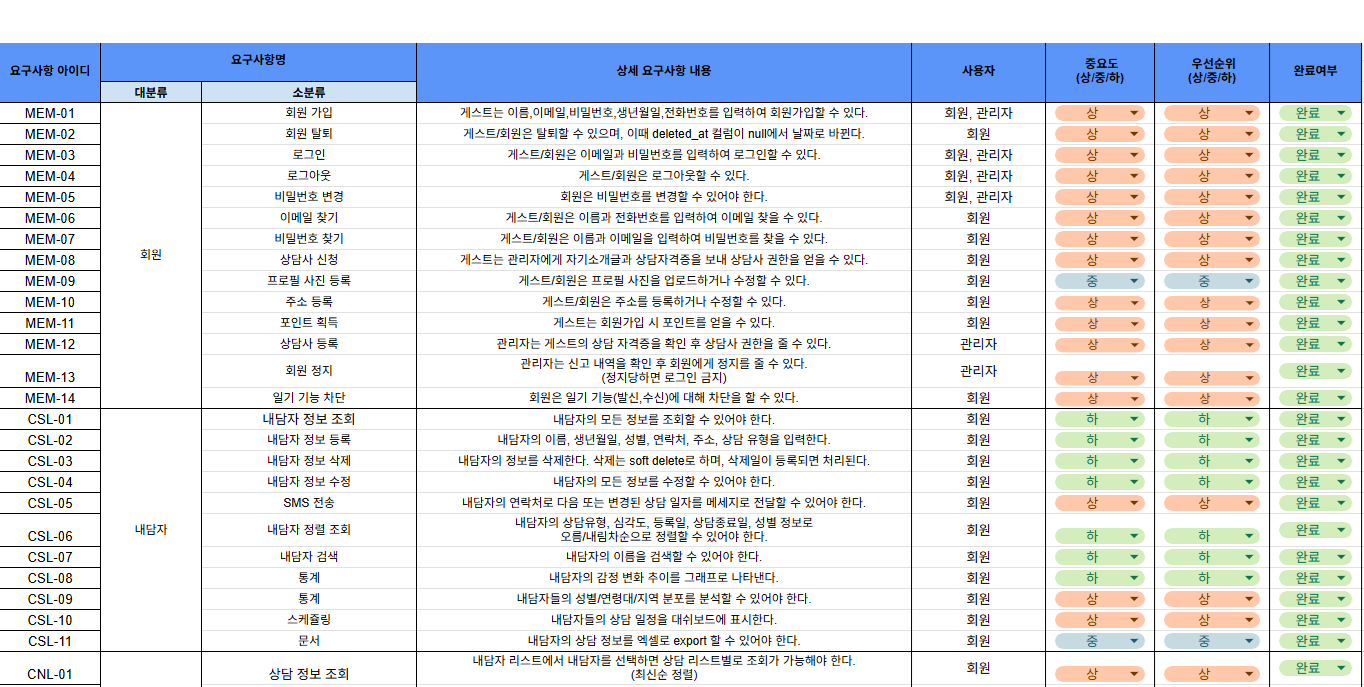 요구사항 아이디 요구사항명 상세 요구사항 내용 사용자 중요도 (상/중/하) 우선순위 (상/중/하) 완료여부
대분류 소분류
MEM-01 회원 가입 게스트는 이름,이메일,비밀번호,생년월일,전화번호를 입력하여 회원가입할 수 있다. 회원, 관리자 상 상 완료
MEM-02 회원 탈퇴 게스트/회원은 탈퇴할 수 있으며, 이때 deleted_at 컬럼이 null에서 날짜로 바뀐다. 회원 상 상 완료
MEM-03 로그인 게스트/회원은 이메일과 비밀번호를 입력하여 로그인할 수 있다. 회원, 관리자 상 상 완료
MEM-04 로그아웃 게스트/회원은 로그아웃할 수 있다. 회원, 관리자 상 상 완료
MEM-05 비밀번호 변경 회원은 비밀번호를 변경할 수 있어야 한다. 회원, 관리자 상 상 완료
MEM-06 이메일 찾기 게스트/회원은 이름과 전화번호를 입력하여 이메일 찾을 수 있다. 회원 상 상 완료
MEM-07 비밀번호 찾기 게스트/회원은 이름과 이메일을 입력하여 비밀번호를 찾을 수 있다. 회원 상 상 완료
회원
MEM-08 상담사 신청 게스트는 관리자에게 자기소개글과 상담자격증을 보내 상담사 권한을 얻을 수 있다. 회원 상 상 완료
MEM-09 프로필 사진 등록 게스트/회원은 프로필 사진을 업로드하거나 수정할 수 있다. 회원 중 중 완료
MEM-10 주소 등록 게스트/회원은 주소를 등록하거나 수정할 수 있다. 회원 상 상 완료
MEM-11 포인트 획득 게스트는 회원가입 시 포인트를 얻을 수 있다. 회원 상 상 완료
MEM-12 상담사 등록 관리자는 게스트의 상담 자격증을 확인 후 상담사 권한을 줄 수 있다. 관리자 상 상 완료
MEM-13 회원 정지 관리자는 신고 내역을 확인 후 회원에게 정지를 줄 수 있다. 관리자 상 상 완료
(정지당하면 로그인 금지)
MEM-14 일기 기능 차단 회원은 일기 기능(발신,수신)에 대해 차단을 할 수 있다. 회원 상 상 완료
CSL-01 내담자 정보 조회 내담자의 모든 정보를 조회할 수 있어야 한다. 회원 하 하 완료
CSL-02 내담자 정보 등록 내담자의 이름, 생년월일, 성별, 연락처, 주소, 상담 유형을 입력한다. 회원 하 하 완료
CSL-03 내담자 정보 삭제 내담자의 정보를 삭제한다. 삭제는 soft delete로 하며, 삭제일이 등록되면 처리된다. 회원 하 하 완료
CSL-04 내담자 정보 수정 내담자의 모든 정보를 수정할 수 있어야 한다. 회원 하 하 완료
CSL-05 SMS 전송 내담자의 연락처로 다음 또는 변경된 상담 일자를 메세지로 전달할 수 있어야 한다. 회원 상 상 완료
CSL-06 내담자 내담자 정렬 조회 내담자의 상담유형, 심각도, 등록일, 상담종료일, 성별 정보로 회원 하 하 완료
오름/내림차순으로 정렬할 수 있어야 한다.
CSL-07 내담자 검색 내담자의 이름을 검색할 수 있어야 한다. 회원 하 하 완료
CSL-08 통계 내담자의 감정 변화 추이를 그래프로 나타낸다. 회원 하 하 완료
CSL-09 통계 내담자들의 성별/연령대/지역 분포를 분석할 수 있어야 한다. 회원 상 상 완료
CSL-10 스케쥴링 내담자들의 상담 일정을 대쉬보드에 표시한다. 회원 상 상 완료
CSL-11 문서 내담자의 상담 정보를 엑셀로 export 할 수 있어야 한다. 회원 중 중 완료
CNL-01 상담 정보 조회 내담자 리스트에서 내담자를 선택하면 상담 리스트별로 조회가 가능해야 한다. 회원 상 상 완료
(최신순 정렬)